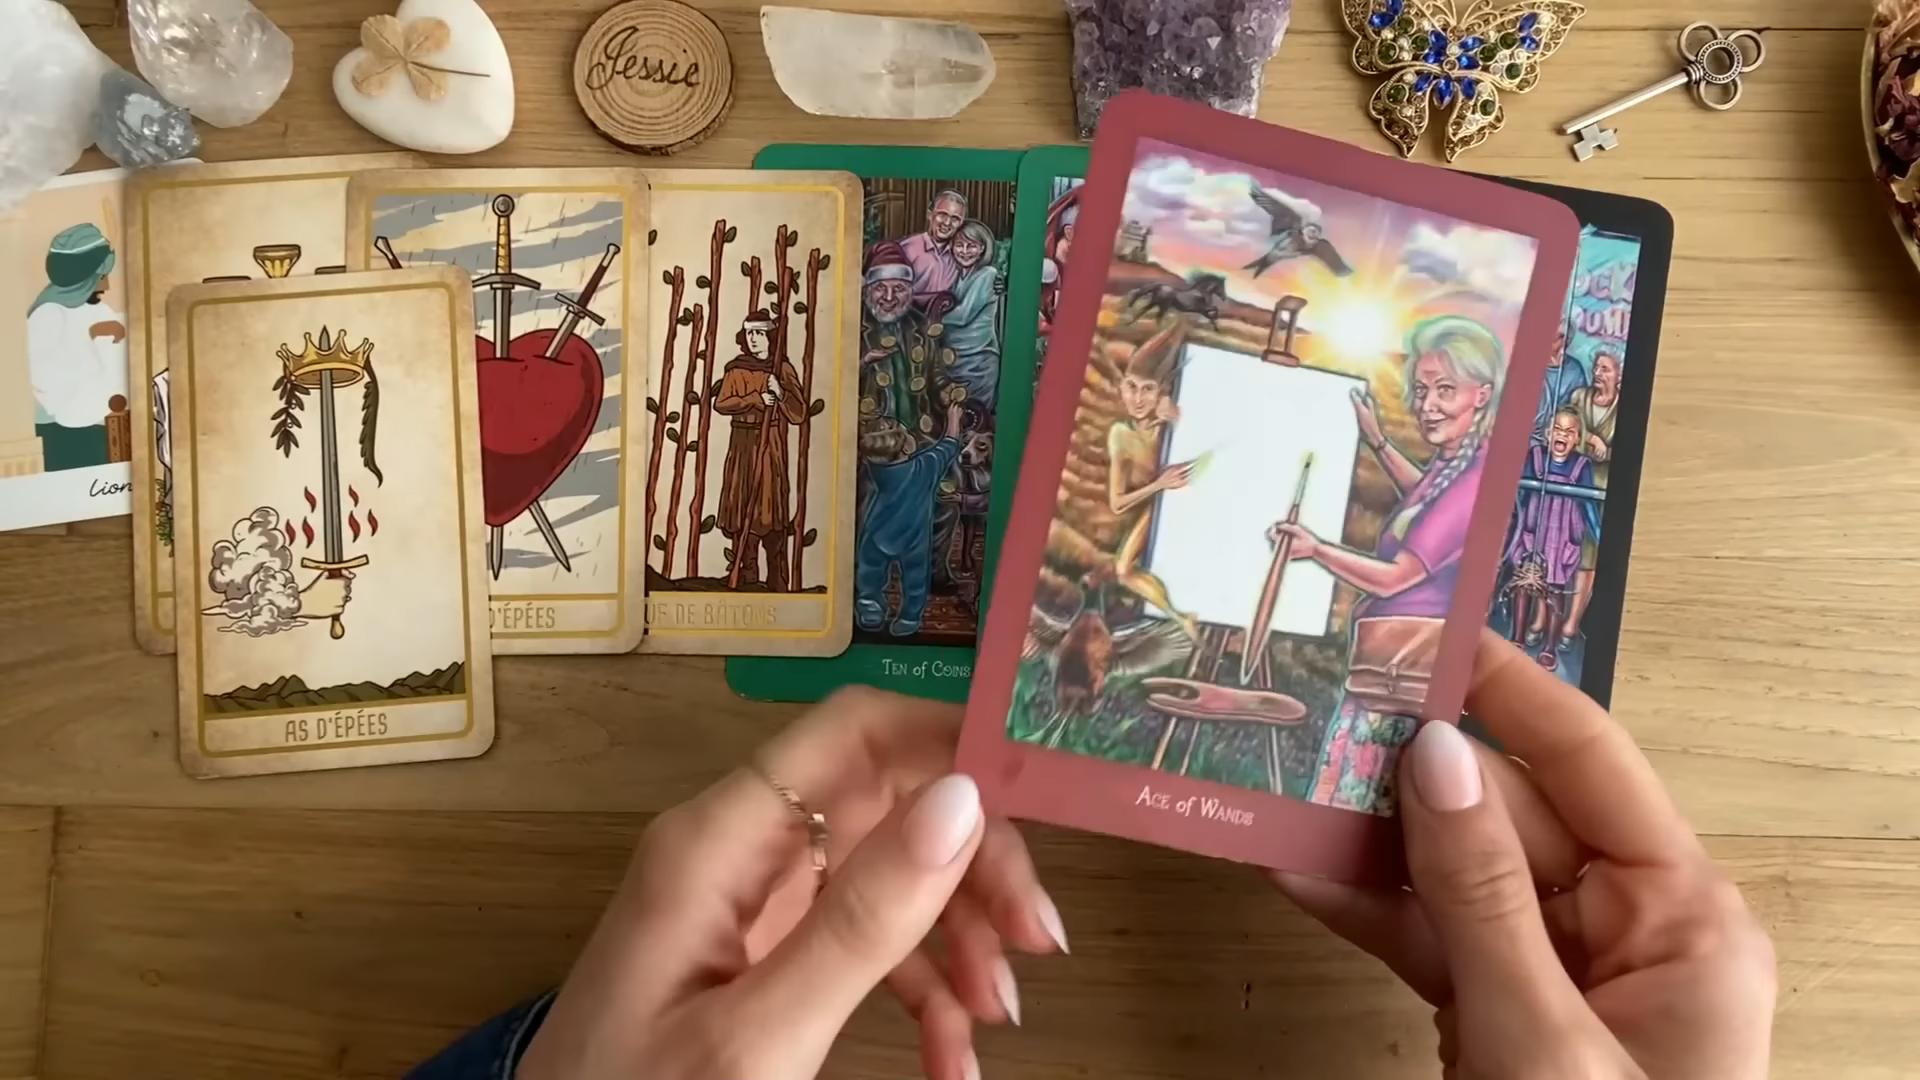 Jessie
Lion
AS D'ÉPÉES
D'ÉPÉES
UF DE BÂTONS
TEN of COINS
ACE of WANDS